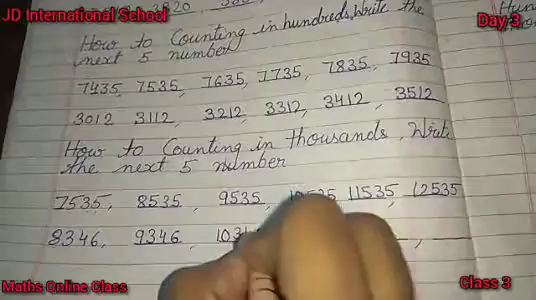 JD International School
Day 3
How to Counting in hundreds, Write the
next 5 number
7435, 7535, 7635, 7735, 7835, 7935
3012 3112, 3212, 3312, 3412, 3512
How to Counting in thousands, Write
the next 5 number
7535, 8535, 9535, 11535, 12535
8346, 9346,
Maths Online Class
Class 3